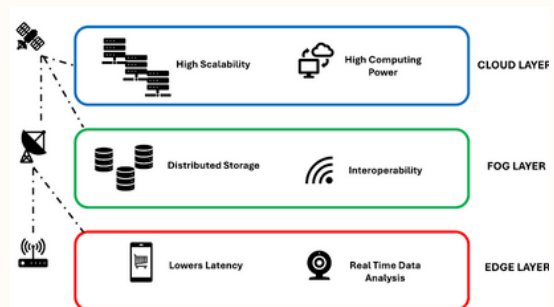 High Scalability
High Computing
Power
CLOUD LAYER
Distributed Storage
Interoperability
FOG LAYER
Lowers Latency
Real Time Data
Analysis
EDGE LAYER